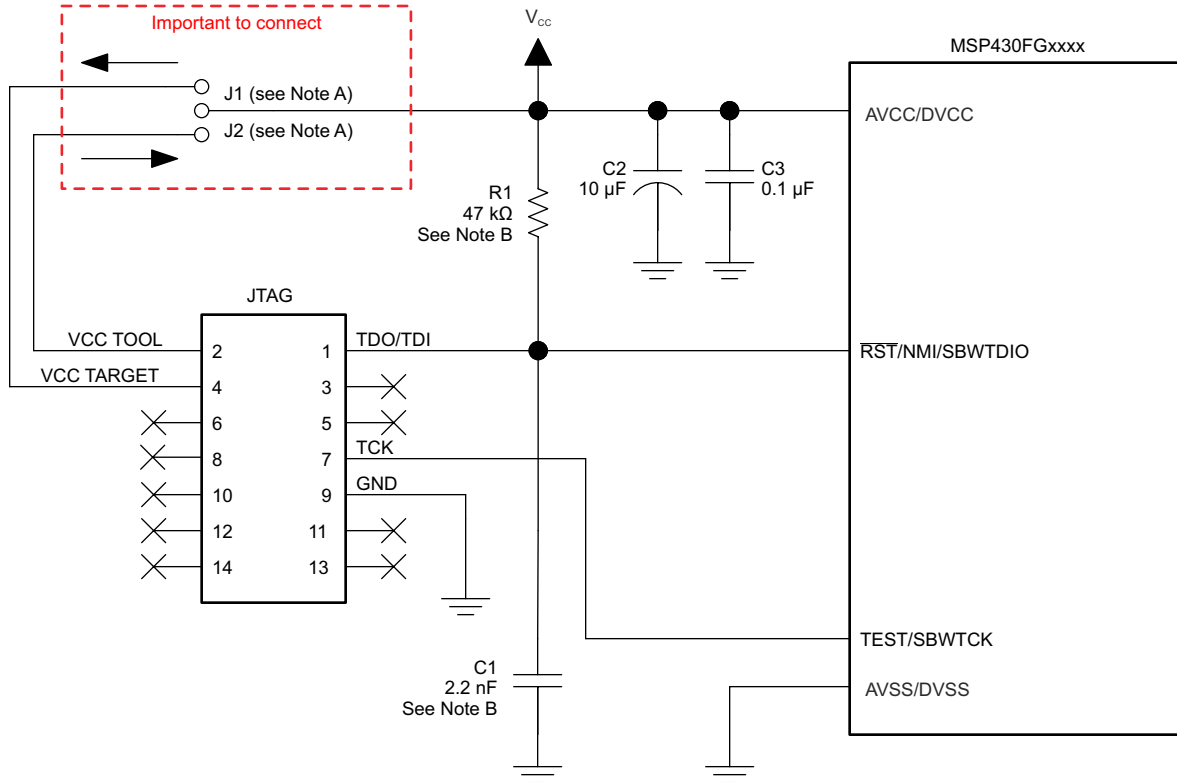 Important to connect
VCC
MSP430FGxxxx
J1 (see Note A)
J2 (see Note A)
AVCC/DVCC
C2
10 µF
C3
0.1 µF
R1
47 kΩ
See Note B
JTAG
VCC TOOL
2
1
TDO/TDI
RST/NMI/SBWTDIO
VCC TARGET
4
3
6
5
8
7
TCK
10
9
GND
12
11
14
13
TEST/SBWTCK
C1
2.2 nF
See Note B
AVSS/DVSS